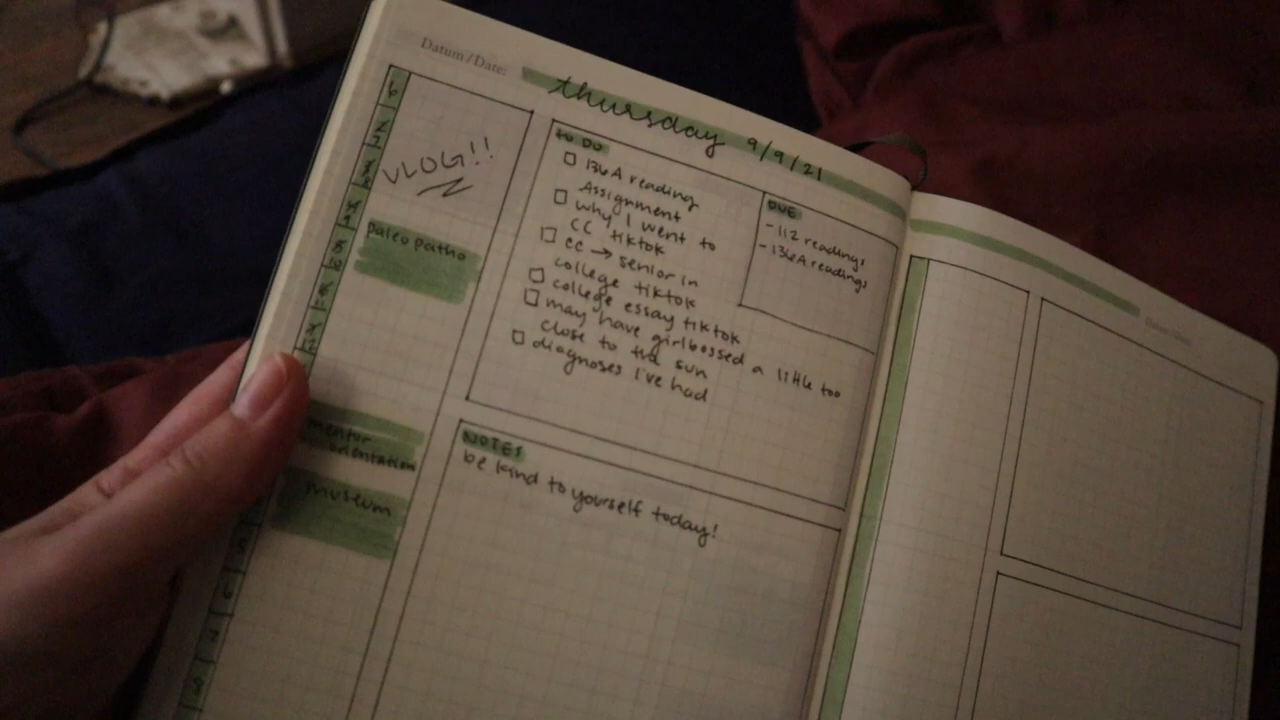 Datum / Date:
thursday 9/9/21
6
VLOG!!
paleopatho
mentor
orientation
museum
to DO
136A reading
Assignment
why I went to
CC tiktok
cc → senior in
college tiktok
college essay tiktok
may have girlbossed a little too
close to the sun
diagnoses I've had
DUE
- 112 readings
- 136A readings
NOTES
be kind to yourself today!